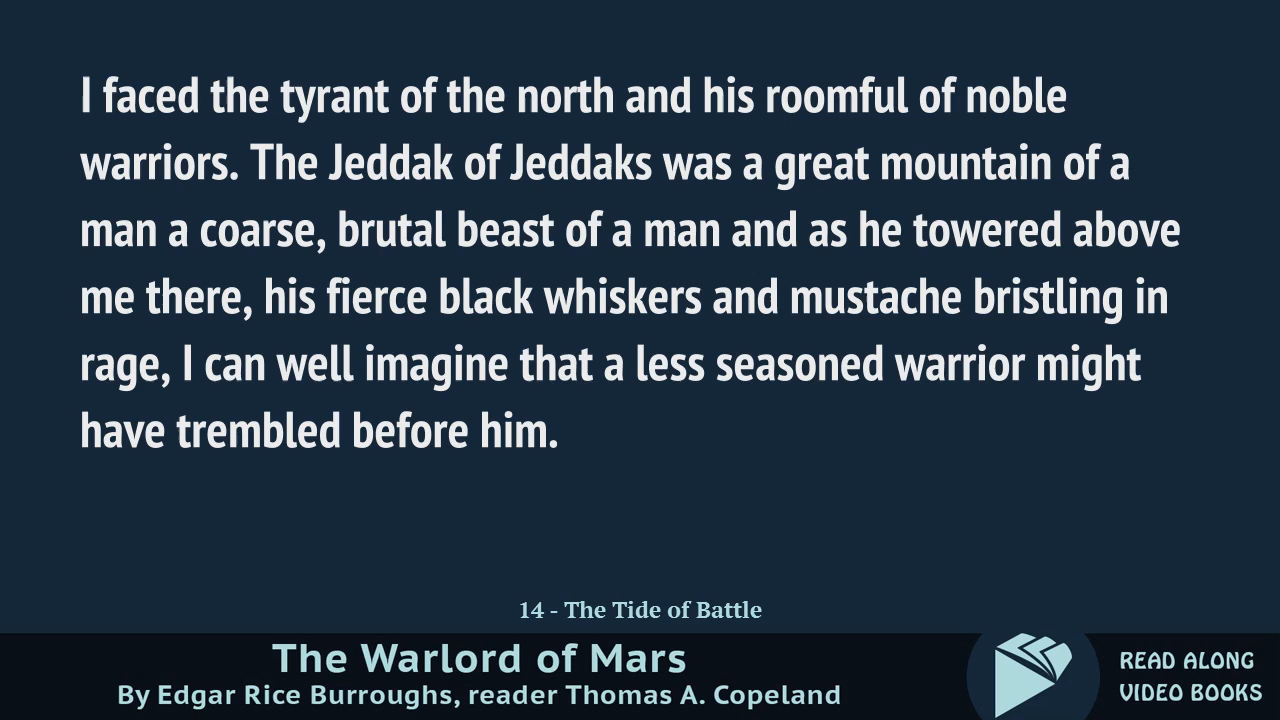 I faced the tyrant of the north and his roomful of noble
warriors. The Jeddak of Jeddaks was a great mountain of a
man a coarse, brutal beast of a man and as he towered above
me there, his fierce black whiskers and mustache bristling in
rage, I can well imagine that a less seasoned warrior might
have trembled before him.
14 - The Tide of Battle
The Warlord of Mars
By Edgar Rice Burroughs, reader Thomas A. Copeland
READ ALONG
VIDEO BOOKS